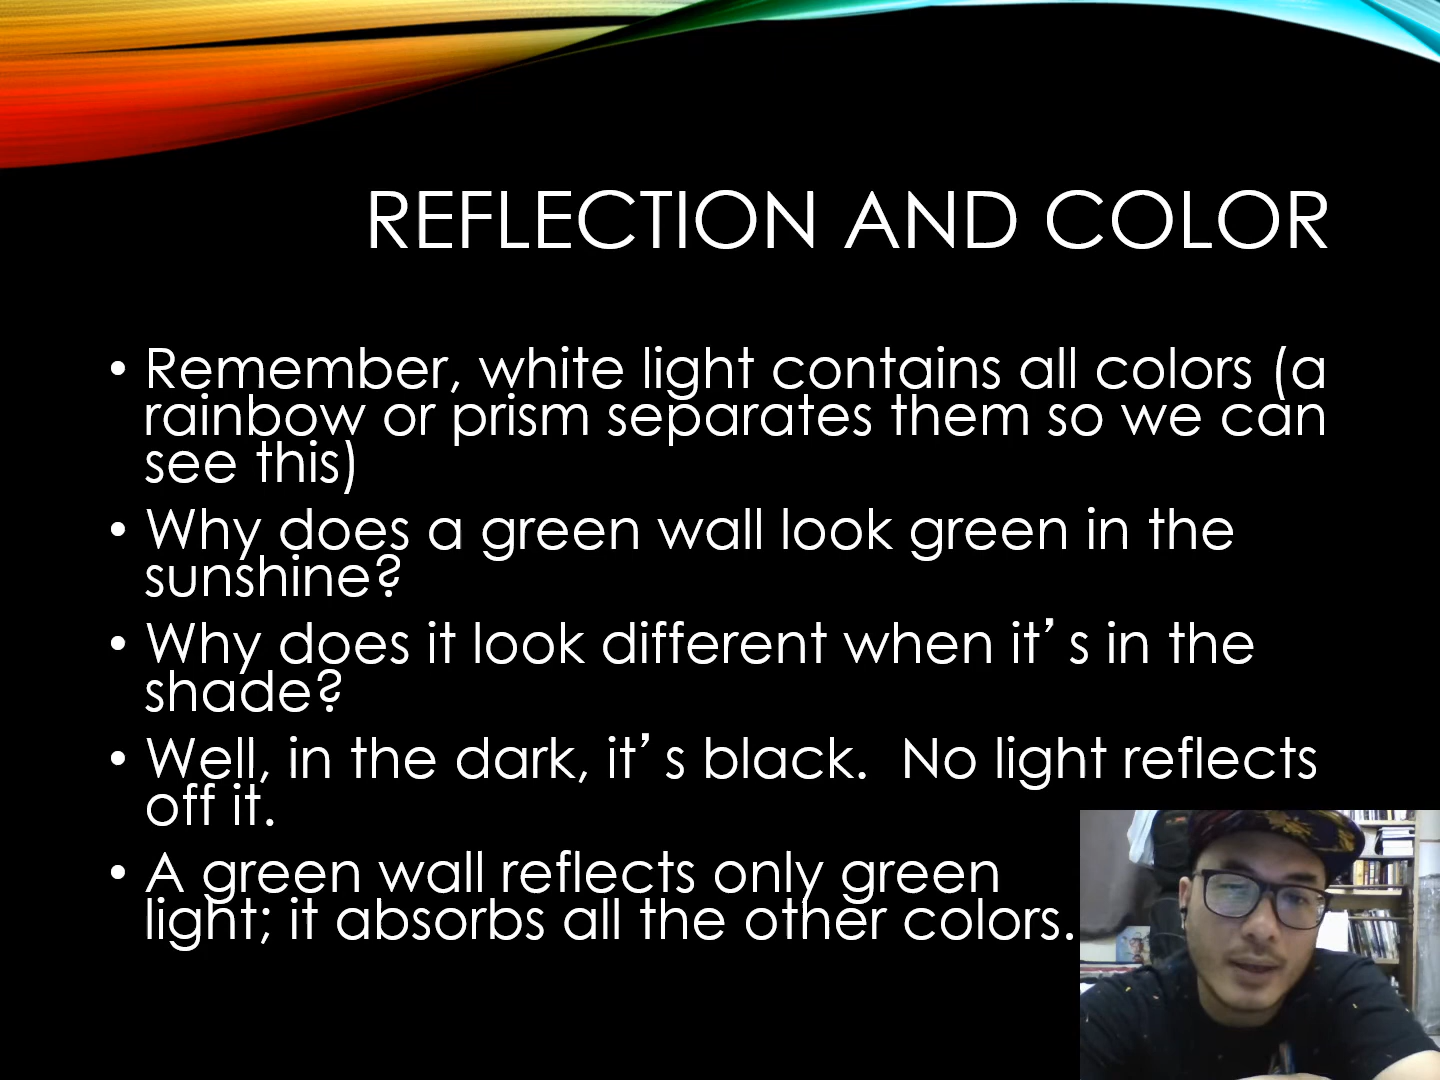 REFLECTION AND COLOR
• Remember, white light contains all colors (a
rainbow or prism separates them so we can
see this)
• Why does a green wall look green in the
sunshine?
• Why does it look different when it’s in the
shade?
• Well, in the dark, it’s black.  No light reflects
off it.
• A green wall reflects only green
light; it absorbs all the other colors.